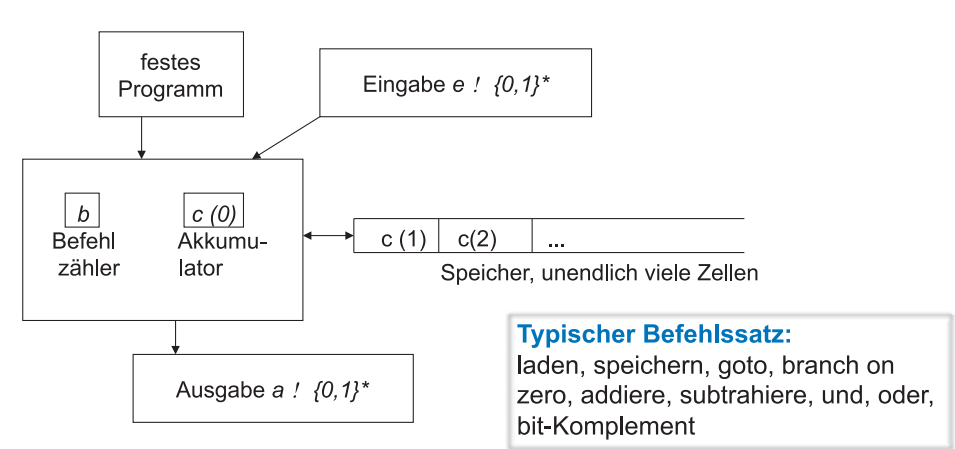 festes
Programm
Eingabe e ! {0,1}*
b
c (0)
Befehl
zähler
Akkumu-
lator
c (1)
c(2)
...
Speicher, unendlich viele Zellen
Ausgabe a ! {0,1}*
Typischer Befehlssatz:
laden, speichern, goto, branch on
zero, addiere, subtrahiere, und, oder,
bit-Komplement